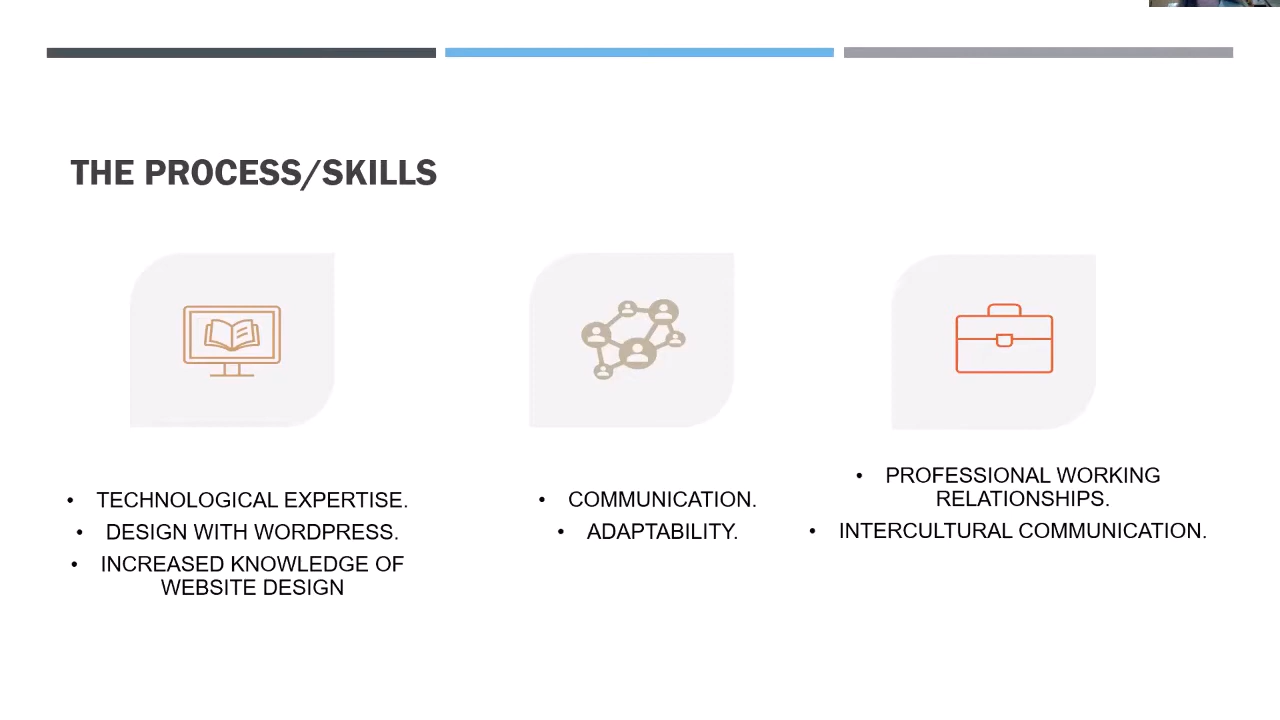 THE PROCESS/SKILLS
• TECHNOLOGICAL EXPERTISE.
• DESIGN WITH WORDPRESS.
• INCREASED KNOWLEDGE OF
WEBSITE DESIGN
• COMMUNICATION.
• ADAPTABILITY.
• PROFESSIONAL WORKING
RELATIONSHIPS.
• INTERCULTURAL COMMUNICATION.